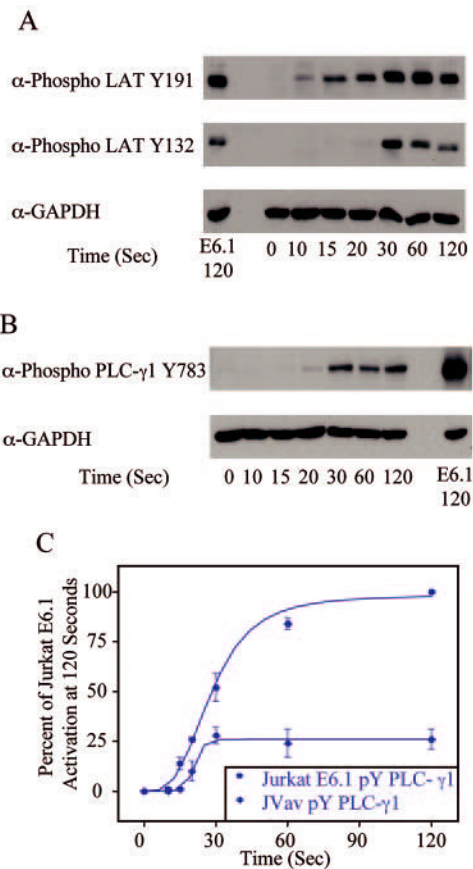 A
α-Phospho LAT Y191
α-Phospho LAT Y132
α-GAPDH
Time (Sec) E6.1 120 0 10 15 20 30 60 120
B
α-Phospho PLC-γ1 Y783
α-GAPDH
Time (Sec) 0 10 15 20 30 60 120 E6.1 120
C
Percent of Jurkat E6.1
Activation at 120 Seconds
100
75
50
25
0
Jurkat E6.1 pY PLC- γ1
JVav pY PLC-γ1
0 30 60 90 120
Time (Sec)